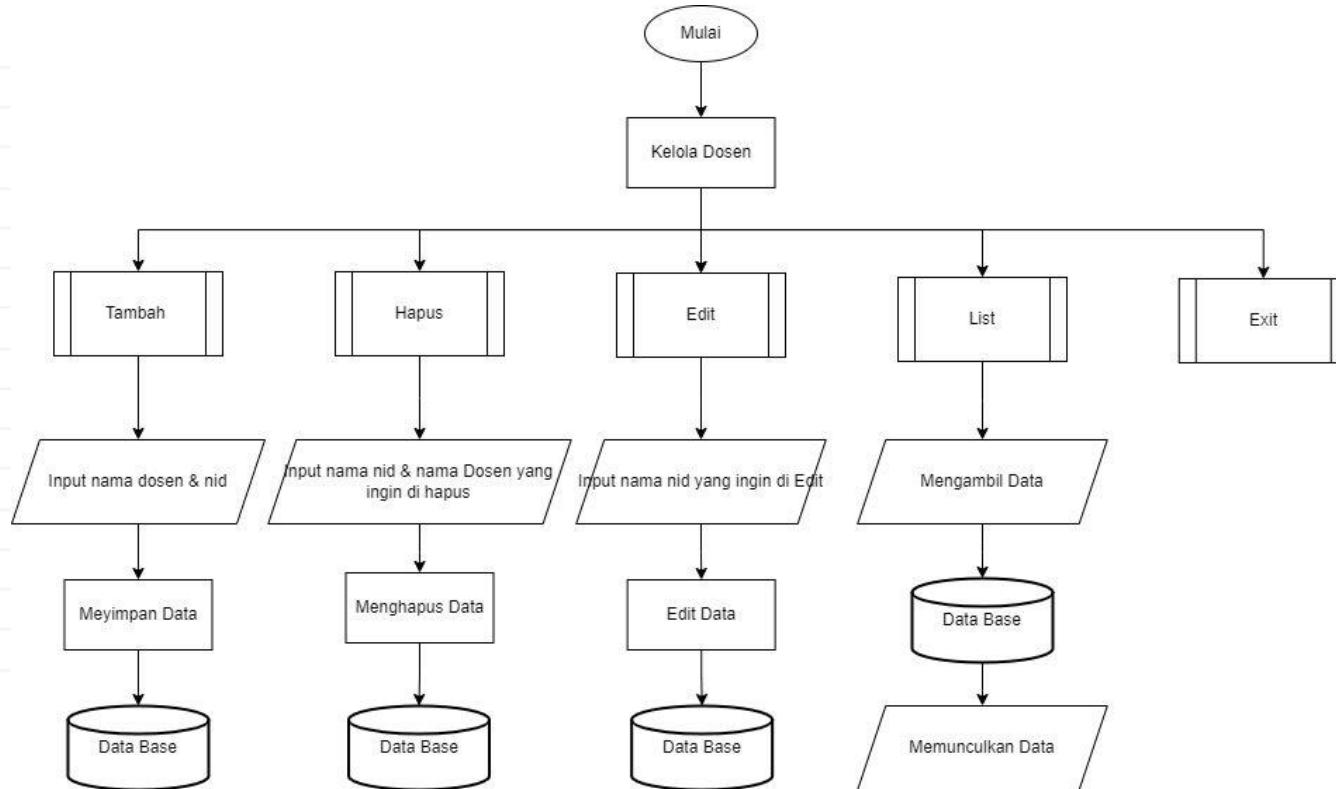 Mulai
Kelola Dosen
Tambah
Hapus
Edit
List
Exit
Input nama dosen & nid
Input nama nid & nama Dosen yang
ingin di hapus
Input nama nid yang ingin di Edit
Mengambil Data
Meyimpan Data
Menghapus Data
Edit Data
Data Base
Data Base
Data Base
Data Base
Memunculkan Data